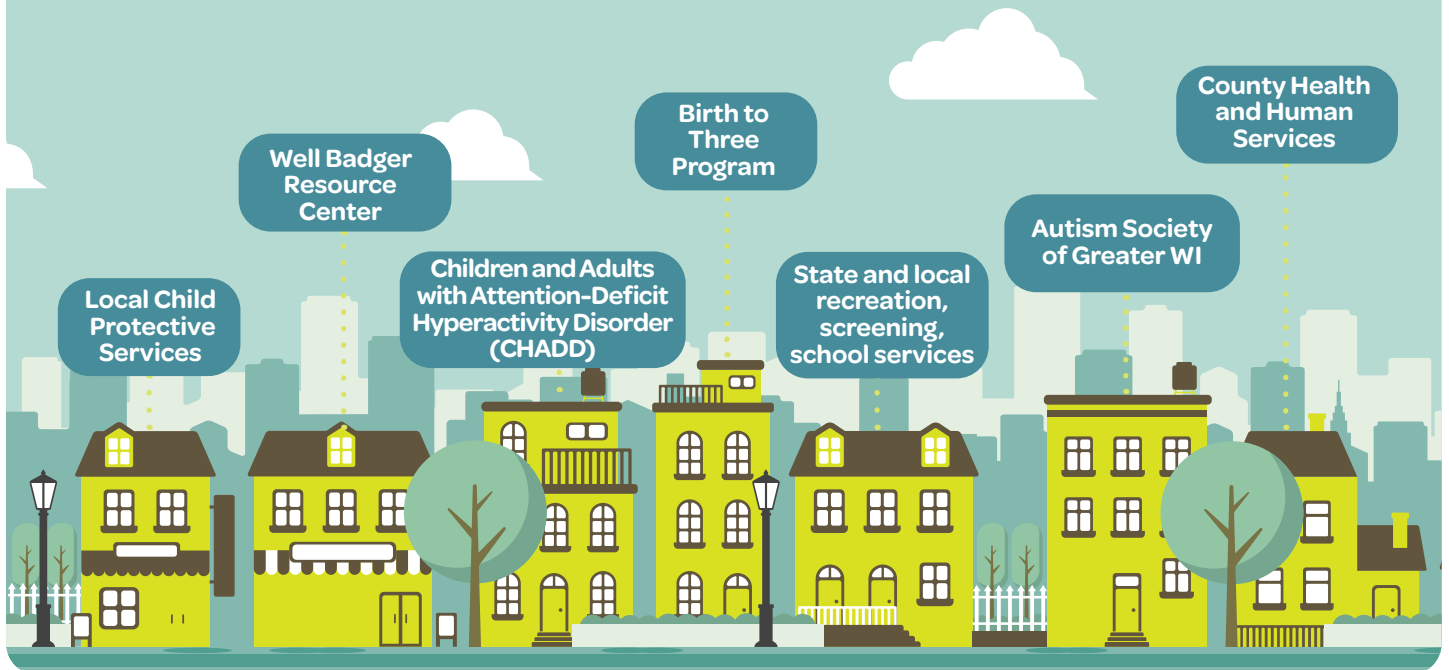 Local Child
Protective
Services
Well Badger
Resource
Center
Children and Adults
with Attention-Deficit
Hyperactivity Disorder
(CHADD)
Birth to
Three
Program
State and local
recreation,
screening,
school services
Autism Society
of Greater WI
County Health
and Human
Services